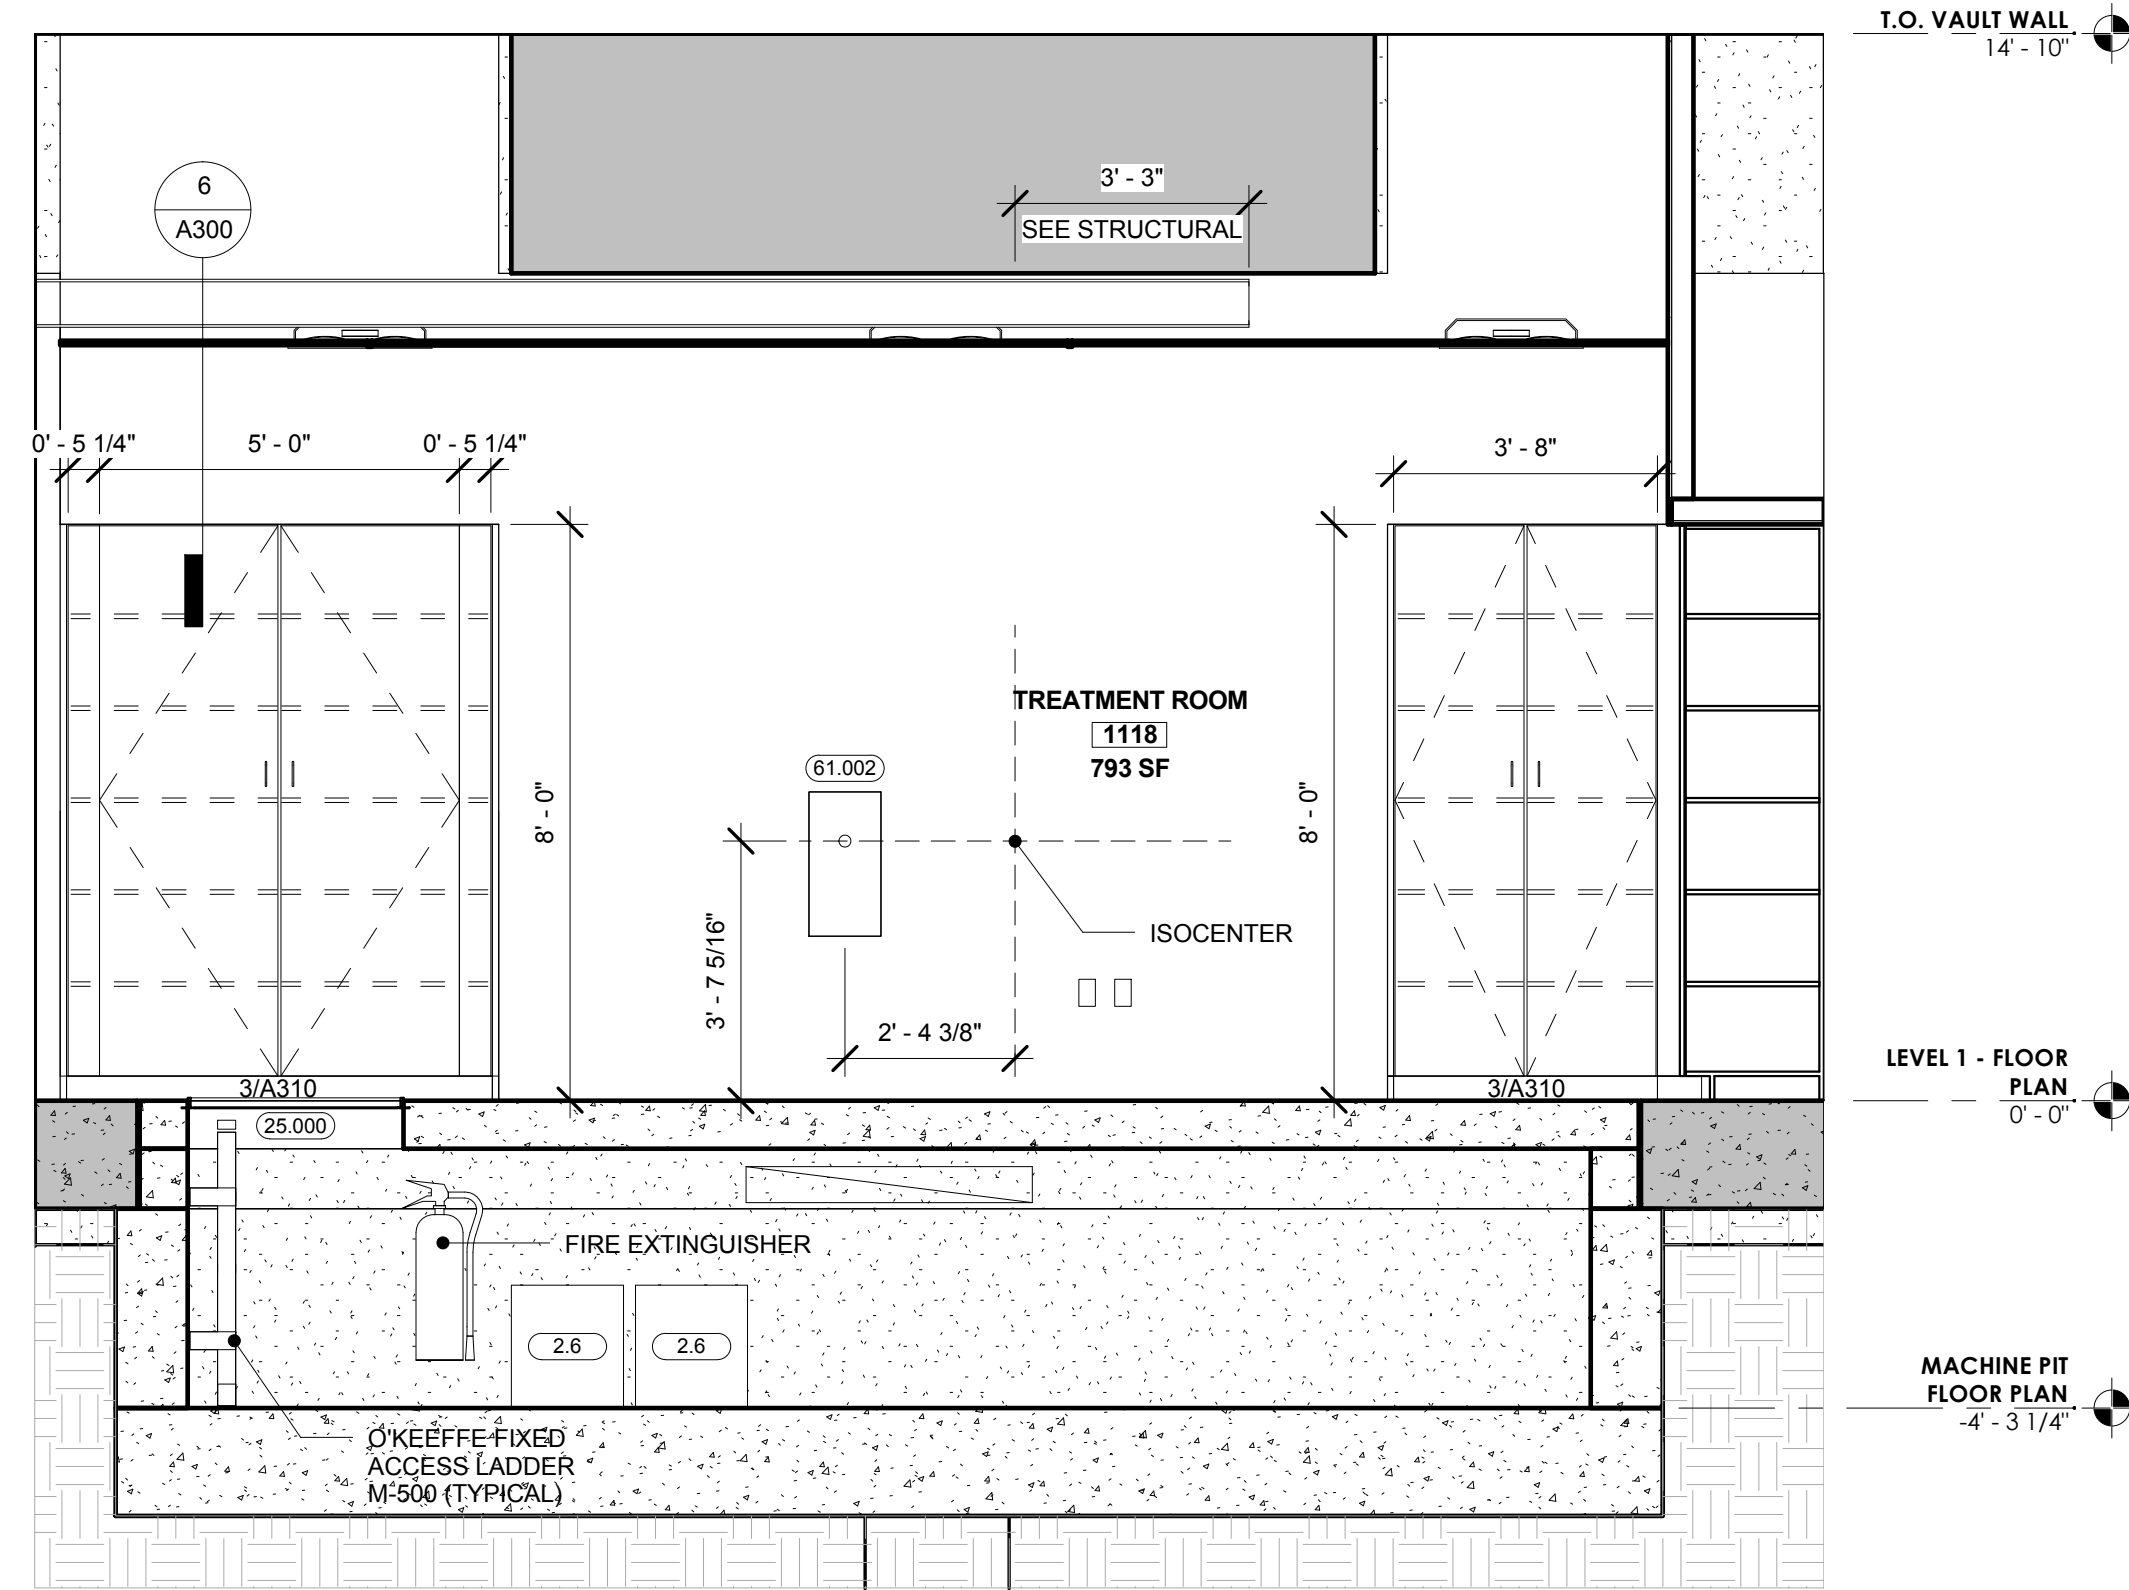 T.O. VAULT WALL
14' - 10"
6
A300
3' - 3"
SEE STRUCTURAL
0' - 5 1/4"
5' - 0"
0' - 5 1/4"
3' - 8"
TREATMENT ROOM
1118
793 SF
61.002
8' - 0"
8' - 0"
3' - 7 5/16"
ISOCENTER
2' - 4 3/8"
LEVEL 1 - FLOOR
PLAN
0' - 0"
3/A310
3/A310
25.000
FIRE EXTINGUISHER
2.6
2.6
MACHINE PIT
FLOOR PLAN
-4' - 3 1/4"
O'KEEFFE FIXED
ACCESS LADDER
M-500 (TYPICAL)